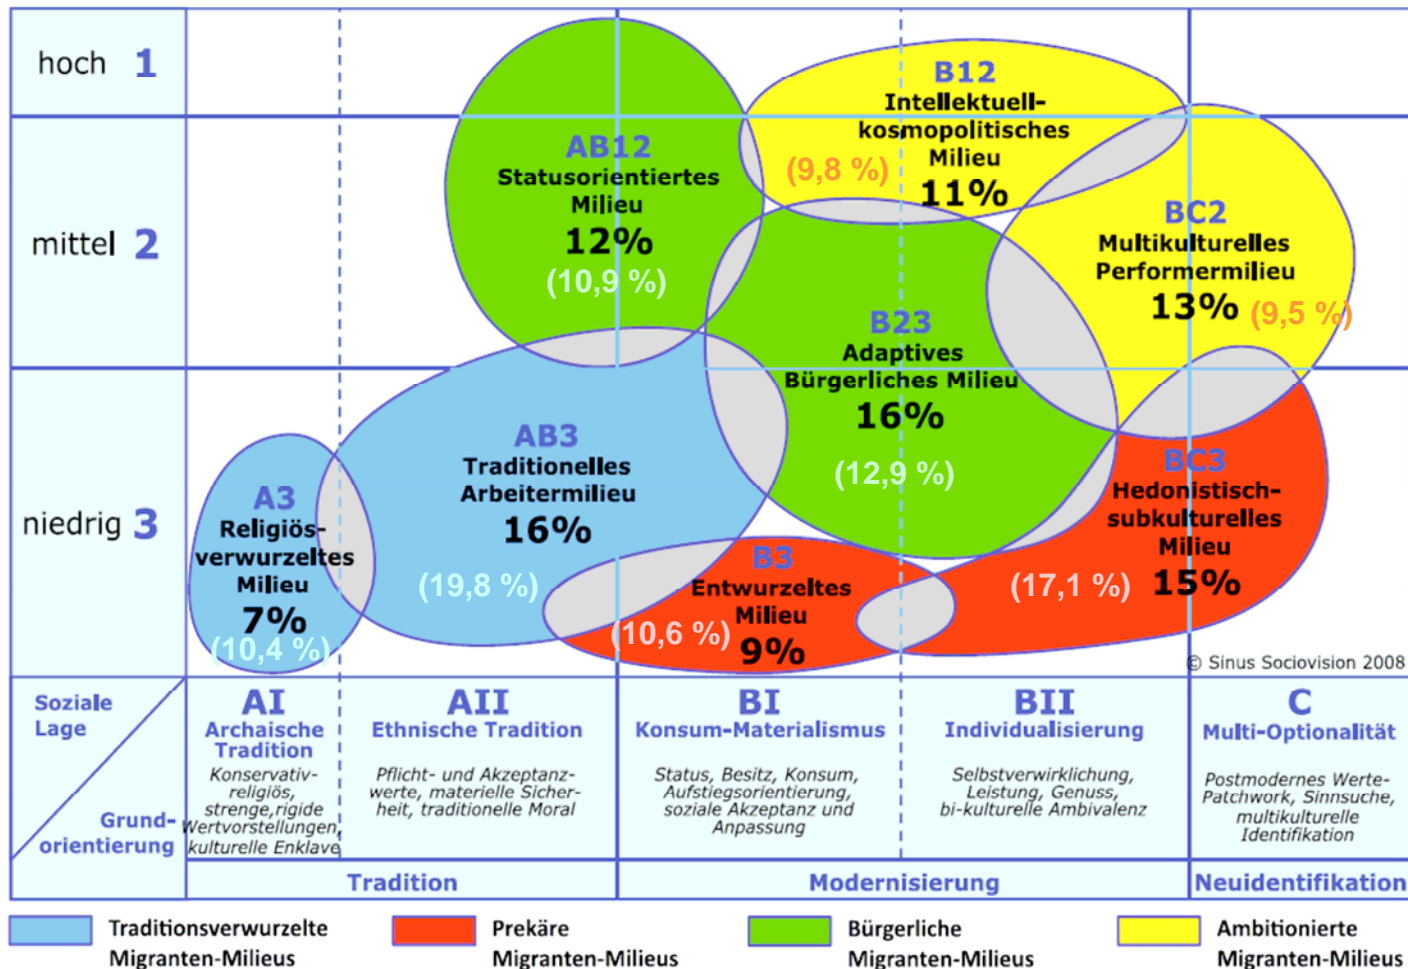 hoch 1
mittel 2
niedrig 3
B12
Intellektuell-
kosmopolitisches
Milieu
11%
(9,8 %)
AB12
Statusorientiertes
Milieu
12%
(10,9 %)
BC2
Multikulturelles
Performermilieu
13%
(9,5 %)
B23
Adaptives
Bürgerliches Milieu
16%
(12,9 %)
AB3
Traditionelles
Arbeitermilieu
16%
(19,8 %)
A3
Religiös-
verwurzeltes
Milieu
7%
(10,4 %)
B3
Entwurzeltes
Milieu
9%
(10,6 %)
BC3
Hedonistisch-
subkulturelles
Milieu
15%
(17,1 %)
© Sinus Sociovision 2008
Soziale
Lage
Grund-
orientierung
AI
Archaische
Tradition
Konservativ-
religiös,
strenge,rigide
Wertvorstellungen,
kulturelle Enklave
AII
Ethnische Tradition
Pflicht- und Akzeptanz-
werte, materielle Sicher-
heit, traditionelle Moral
BI
Konsum-Materialismus
Status, Besitz, Konsum,
Aufstiegsorientierung,
soziale Akzeptanz und
Anpassung
BII
Individualisierung
Selbstverwirklichung,
Leistung, Genuss,
bi-kulturelle Ambivalenz
C
Multi-Optionalität
Postmodernes Werte-
Patchwork, Sinnsuche,
multikulturelle
Identifikation
Tradition
Modernisierung
Neuidentifikation
Traditionsverwurzelte
Migranten-Milieus
Prekäre
Migranten-Milieus
Bürgerliche
Migranten-Milieus
Ambitionierte
Migranten-Milieus